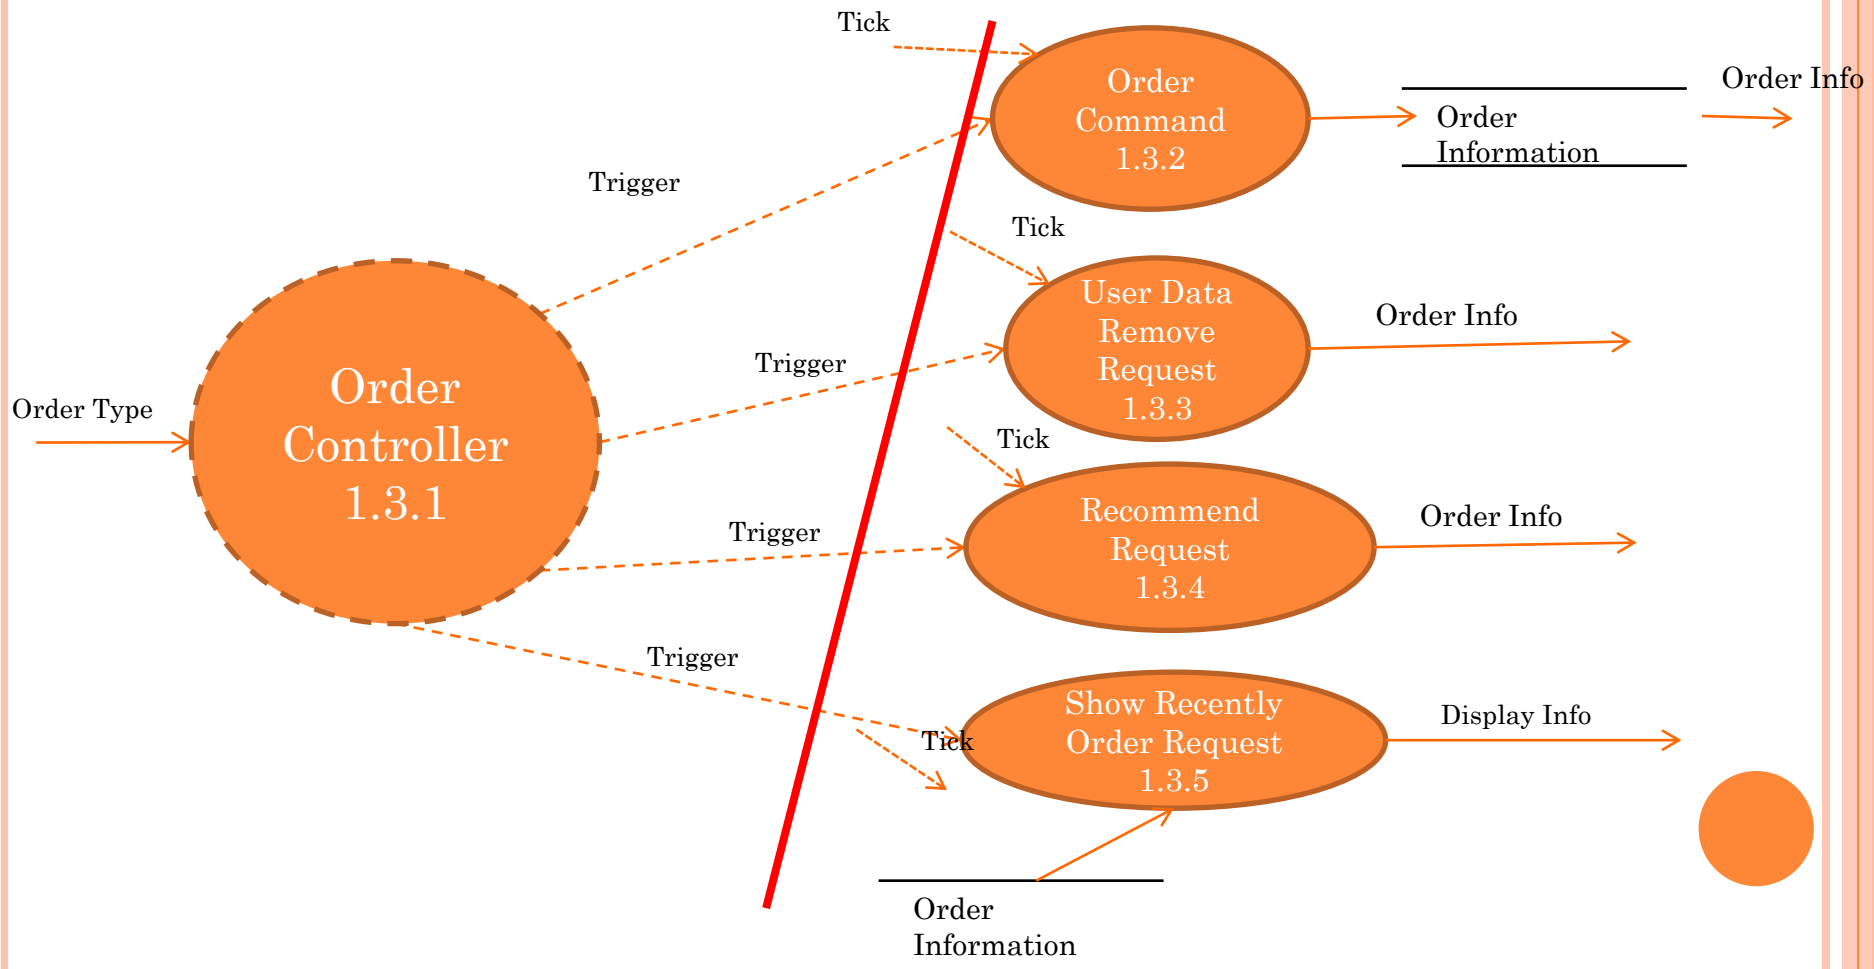 Tick
Order
Command
1.3.2
Order Info
Order
Information
Trigger
Tick
User Data
Remove
Request
1.3.3
Order Info
Trigger
Order Type
Order
Controller
1.3.1
Tick
Recommend
Request
1.3.4
Order Info
Trigger
Trigger
Show Recently
Order Request
1.3.5
Tick
Display Info
Order
Information